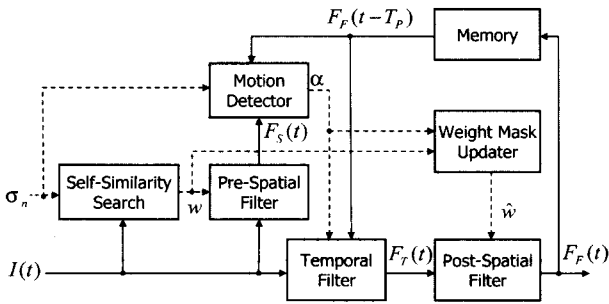 F_F(t−T_P)
Memory
Motion
Detector
α
F_S(t)
Weight Mask
Updater
σ_n
Self-Similarity
Search
w
Pre-Spatial
Filter
ŵ
I(t)
Temporal
Filter
F_T(t)
Post-Spatial
Filter
F_F(t)